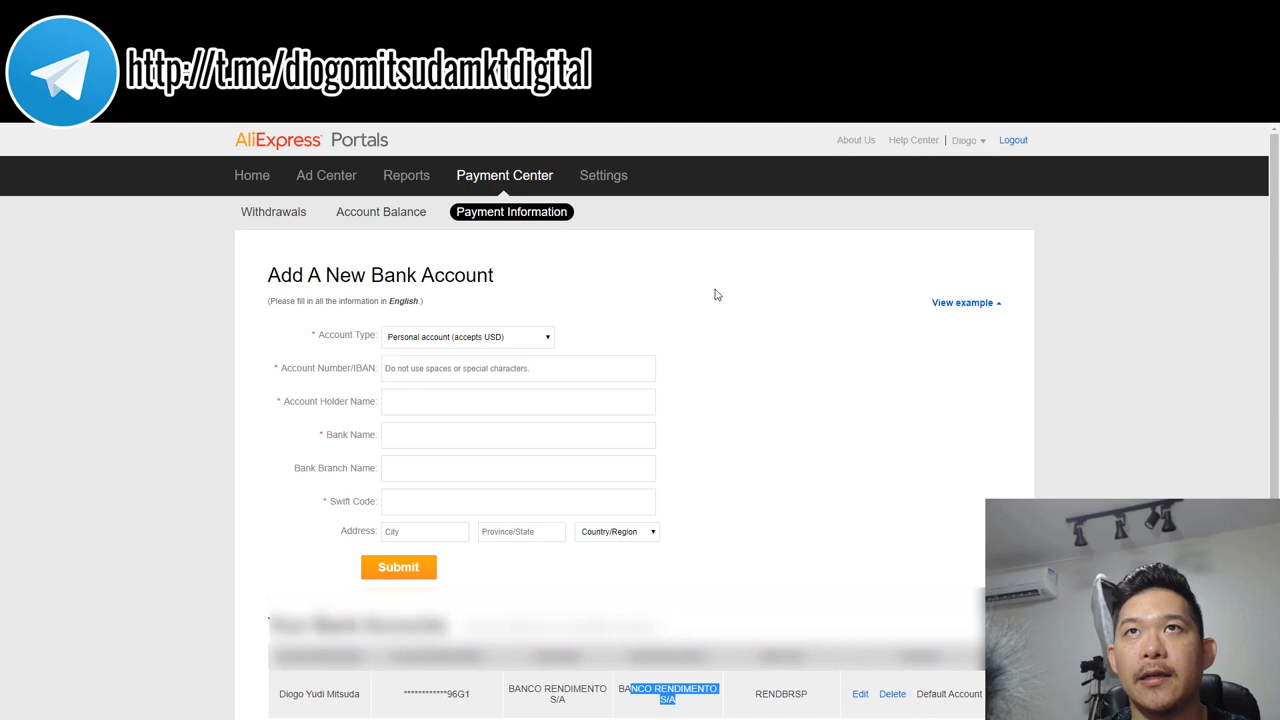 http://t.me/diogomitsudamktdigital
AliExpress Portals
About Us Help Center | Diogo Logout
Home Ad Center Reports Payment Center Settings
Withdrawals Account Balance Payment Information
Add A New Bank Account
(Please fill in all the information in English.)
View example
* Account Type: Personal account (accepts USD)
* Account Number/IBAN: Do not use spaces or special characters.
* Account Holder Name:
* Bank Name:
Bank Branch Name:
* Swift Code:
Address: City Province/State Country/Region
Submit
Diogo Yudi Mitsuda ************96G1 BANCO RENDIMENTO S/A BANCO RENDIMENTO S/A RENDBRSP Edit Delete Default Account